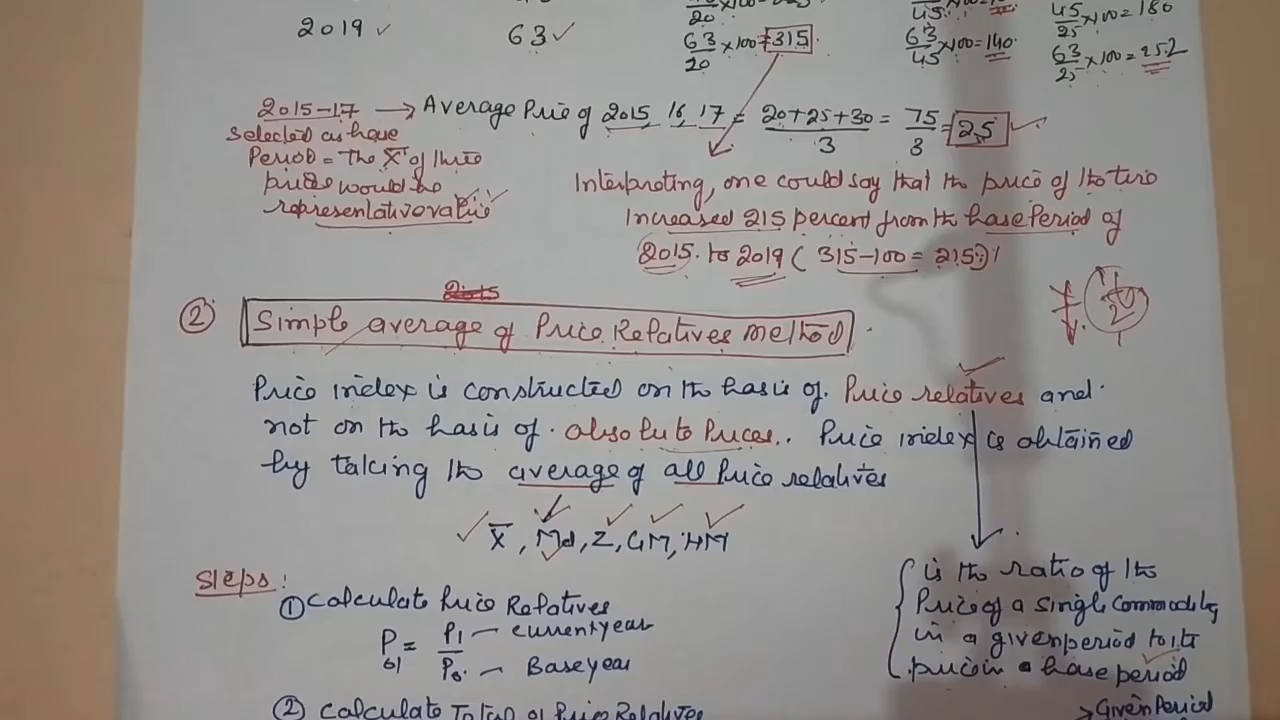 2019 63 63/20 ×100 = 315 63/45 ×100 = 140 45/25 ×100 = 180
63/25 ×100 = 252
2015-17 → Average Price of 2015 16 17 = 20+25+30/3 = 75/3 = 25
Selected as base
Period = The X̄ of three
prices would be
representative value
Interpreting, one could say that the price of the
Increased 215 percent from the base Period of
2015 to 2019 (315-100 = 215)%
2015
② Simple average of Price Relatives method
Price index is constructed on the basis of Price relatives and
not on the basis of absolute Prices. Price index is obtained
by taking the average of all Price relatives
X̄, Md, Z, GM, HM
Steps:
① Calculate Price Relatives
P01 = P1 — Current year
P0 — Base year
② Calculate Total of Price Relatives
is the ratio of the
Price of a single commodity
in a given period to its
price in a base period
→ Given Period